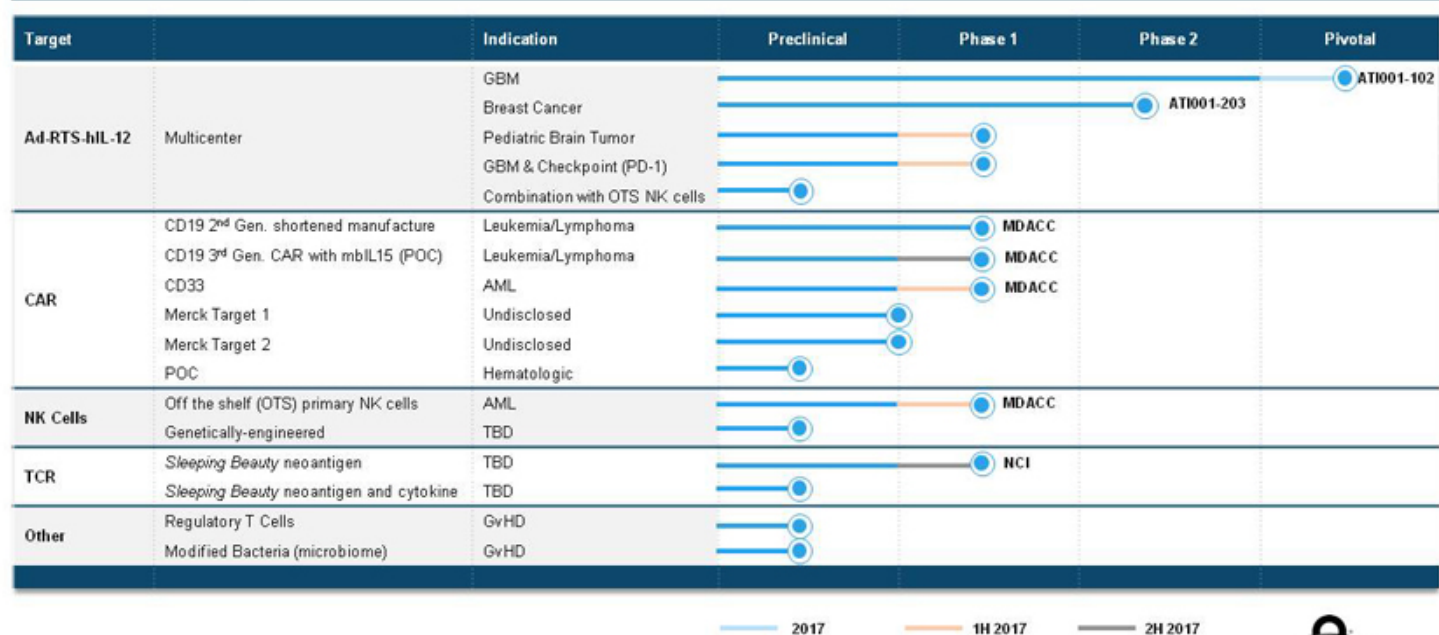 Target Indication Preclinical Phase 1 Phase 2 Pivotal
GBM ATI001-102
Breast Cancer ATI001-203
Ad-RTS-hIL-12 Multicenter Pediatric Brain Tumor
GBM & Checkpoint (PD-1)
Combination with OTS NK cells
CD19 2nd Gen. shortened manufacture Leukemia/Lymphoma MDACC
CD19 3rd Gen. CAR with mbIL15 (POC) Leukemia/Lymphoma MDACC
CD33 AML MDACC
CAR
Merck Target 1 Undisclosed
Merck Target 2 Undisclosed
POC Hematologic
Off the shelf (OTS) primary NK cells AML MDACC
NK Cells
Genetically-engineered TBD
Sleeping Beauty neoantigen TBD NCI
TCR
Sleeping Beauty neoantigen and cytokine TBD
Regulatory T Cells GvHD
Other
Modified Bacteria (microbiome) GvHD
2017 1H 2017 2H 2017